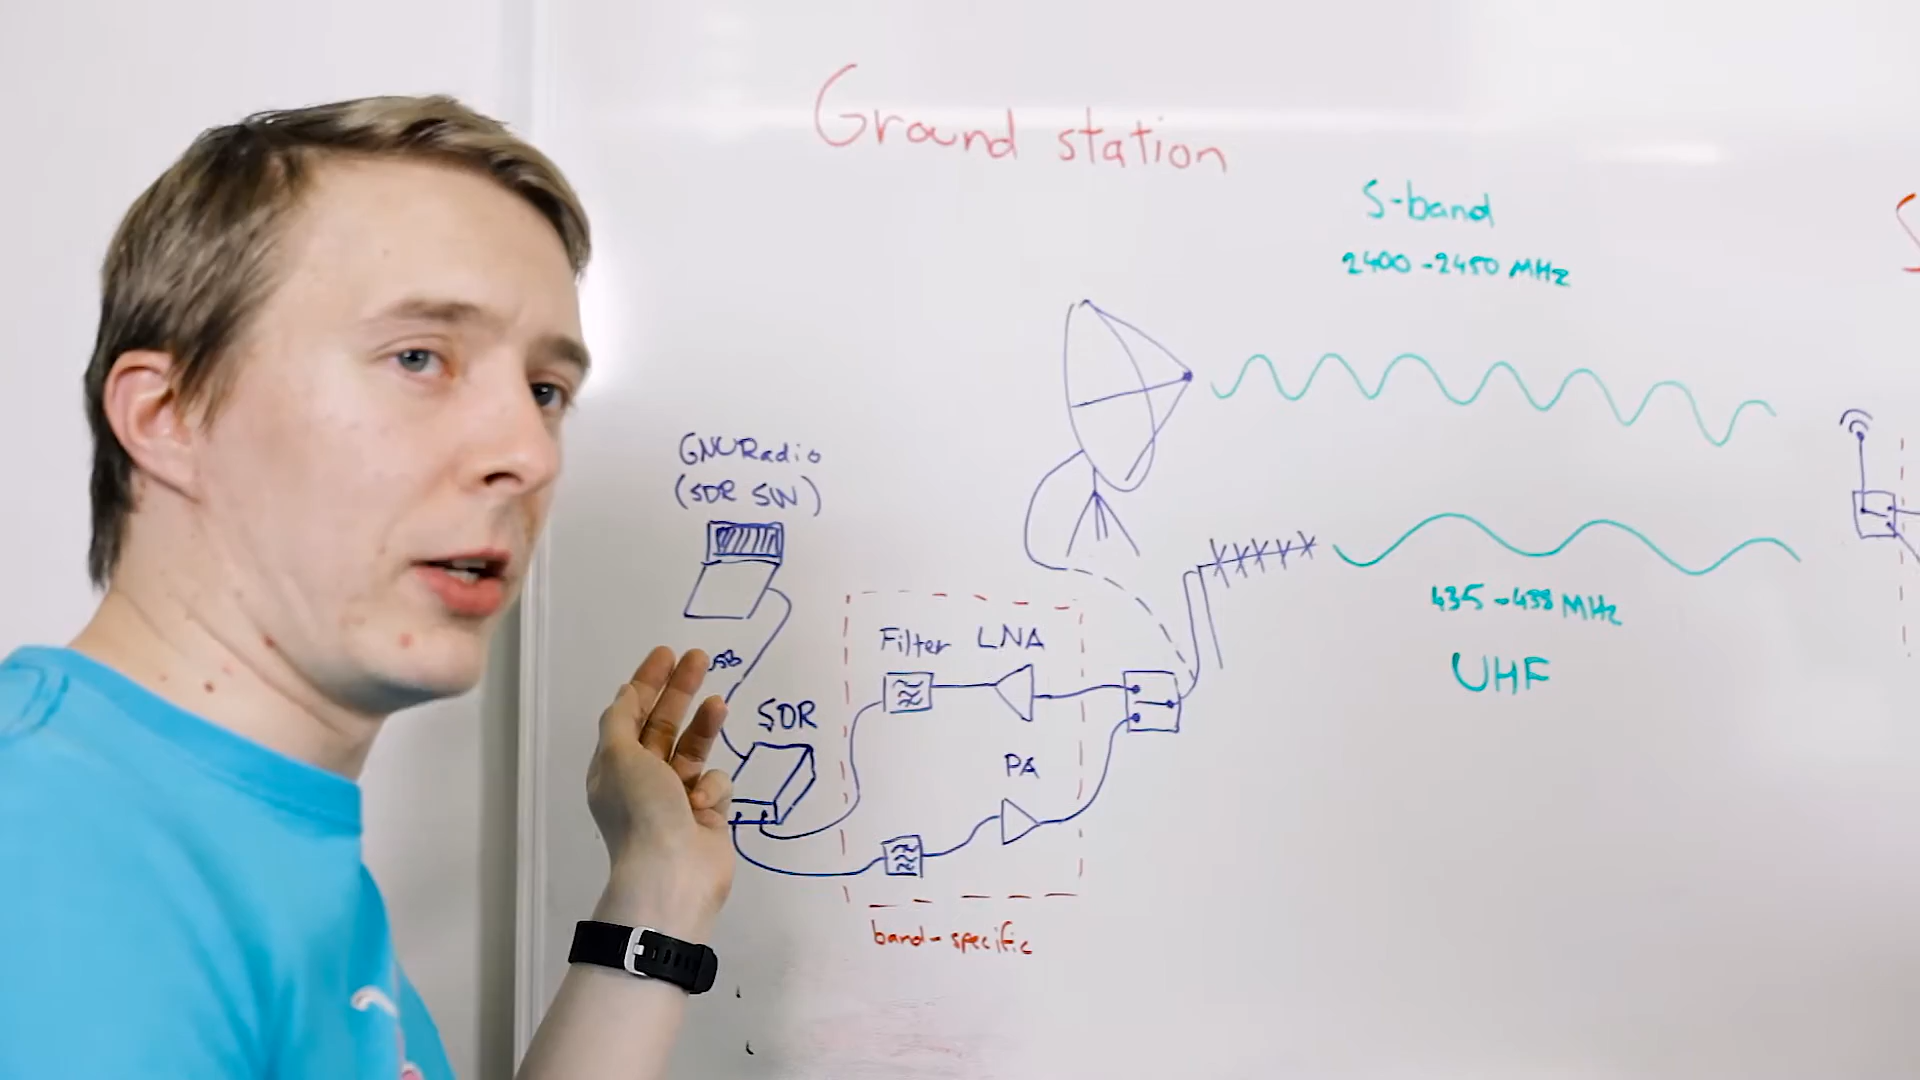 Ground station
S-band
2400-2450 MHz
GNURadio
(SDR SW)
435-438 MHz
UHF
Filter LNA
SDR
PA
band-specific